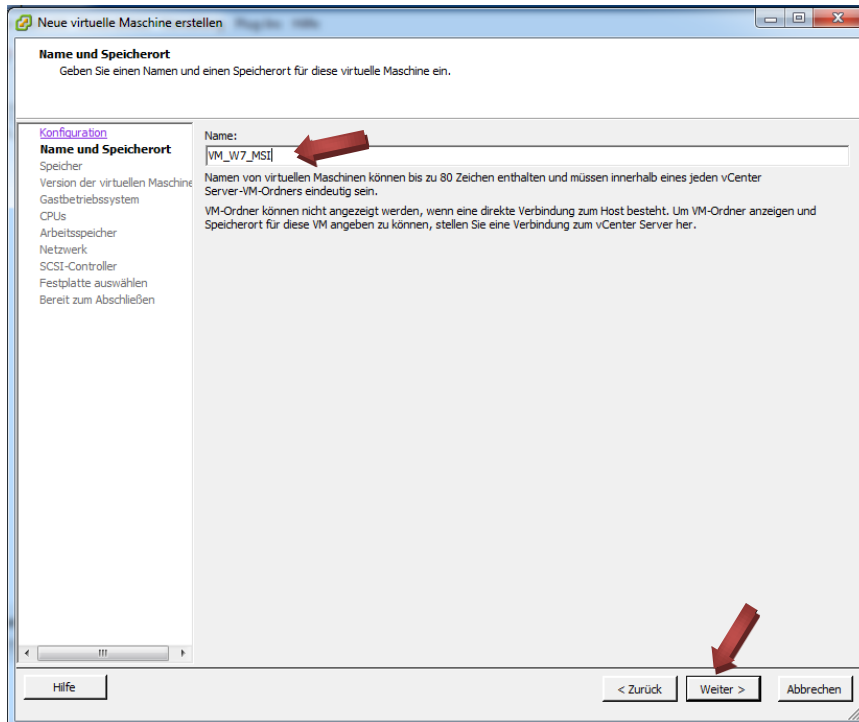 Neue virtuelle Maschine erstellen
Plug-Ins Hilfe
Name und Speicherort
Geben Sie einen Namen und einen Speicherort für diese virtuelle Maschine ein.
Konfiguration
Name und Speicherort
Speicher
Version der virtuellen Maschine
Gastbetriebssystem
CPUs
Arbeitsspeicher
Netzwerk
SCSI-Controller
Festplatte auswählen
Bereit zum Abschließen
Name:
VM_W7_MSI
Namen von virtuellen Maschinen können bis zu 80 Zeichen enthalten und müssen innerhalb eines jeden vCenter
Server-VM-Ordners eindeutig sein.
VM-Ordner können nicht angezeigt werden, wenn eine direkte Verbindung zum Host besteht. Um VM-Ordner anzeigen und
Speicherort für diese VM angeben zu können, stellen Sie eine Verbindung zum vCenter Server her.
Hilfe
< Zurück
Weiter >
Abbrechen